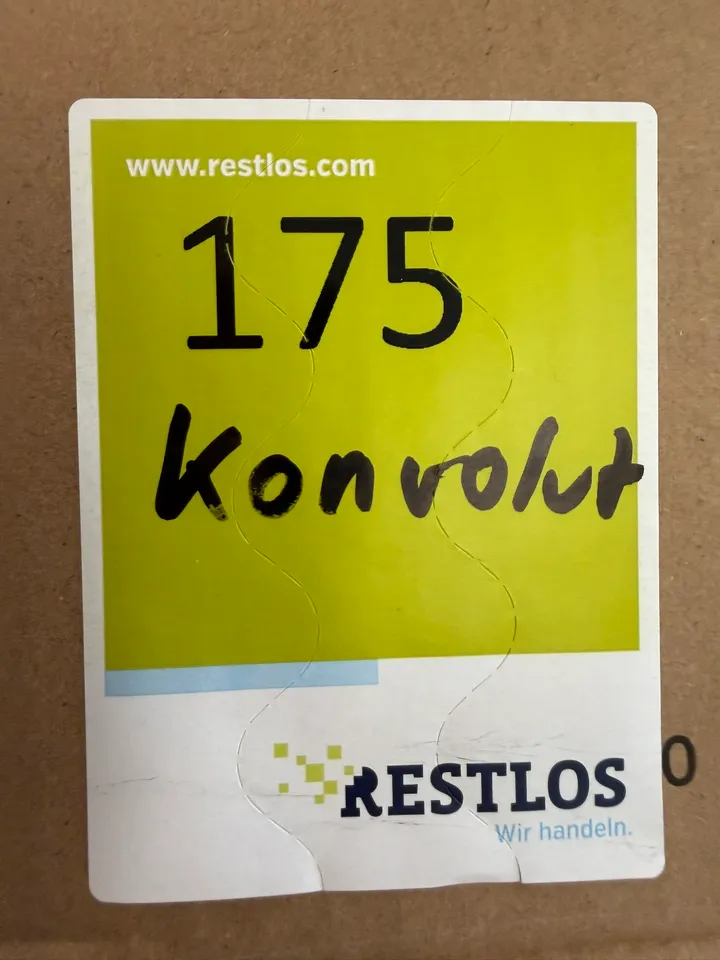 www.restlos.com
175
Konvolut
RESTLOS
Wir handeln.
0